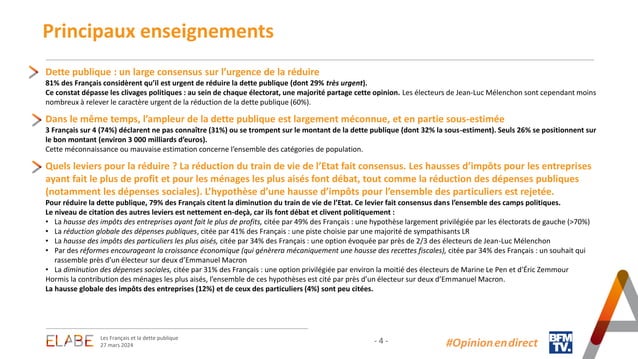 Principaux enseignements
Dette publique : un large consensus sur l'urgence de la réduire
81% des Français considèrent qu'il est urgent de réduire la dette publique (dont 29% très urgent).
Ce constat dépasse les clivages politiques : au sein de chaque électorat, une majorité partage cette opinion. Les électeurs de Jean-Luc Mélenchon sont cependant moins
nombreux à relever le caractère urgent de la réduction de la dette publique (60%).
Dans le même temps, l'ampleur de la dette publique est largement méconnue, et en partie sous-estimée
3 Français sur 4 (74%) déclarent ne pas connaître (31%) ou se trompent sur le montant de la dette publique (dont 32% la sous-estiment). Seuls 26% se positionnent sur
le bon montant (environ 3 000 milliards d'euros).
Cette méconnaissance ou mauvaise estimation concerne l'ensemble des catégories de population.
Quels leviers pour la réduire ? La réduction du train de vie de l'Etat fait consensus. Les hausses d'impôts pour les entreprises
ayant fait le plus de profit et pour les ménages les plus aisés font débat, tout comme la réduction des dépenses publiques
(notamment les dépenses sociales). L'hypothèse d'une hausse d'impôts pour l'ensemble des particuliers est rejetée.
Pour réduire la dette publique, 79% des Français citent la diminution du train de vie de l'Etat. Ce levier fait consensus dans l'ensemble des camps politiques.
Le niveau de citation des autres leviers est nettement en-deçà, car ils font débat et clivent politiquement :
• La hausse des impôts des entreprises ayant fait le plus de profits, citée par 49% des Français : une hypothèse largement privilégiée par les électorats de gauche (>70%)
• La réduction globale des dépenses publiques, citée par 41% des Français : une piste choisie par une majorité de sympathisants LR
• La hausse des impôts des particuliers les plus aisés, citée par 34% des Français : une option évoquée par près de 2/3 des électeurs de Jean-Luc Mélenchon
• Par des réformes encourageant la croissance économique (qui génèrera mécaniquement une hausse des recettes fiscales), citée par 34% des Français : un souhait qui
rassemble près d'un électeur sur deux d'Emmanuel Macron
• La diminution des dépenses sociales, citée par 31% des Français : une option privilégiée par environ la moitié des électeurs de Marine Le Pen et d'Éric Zemmour
Hormis la contribution des ménages les plus aisés, l'ensemble de ces hypothèses est cité par près d'un électeur sur deux d'Emmanuel Macron.
La hausse globale des impôts des entreprises (12%) et de ceux des particuliers (4%) sont peu citées.
ELABE
Les Français et la dette publique
27 mars 2024
- 4 -
#Opinionendirect
BFM
TV.